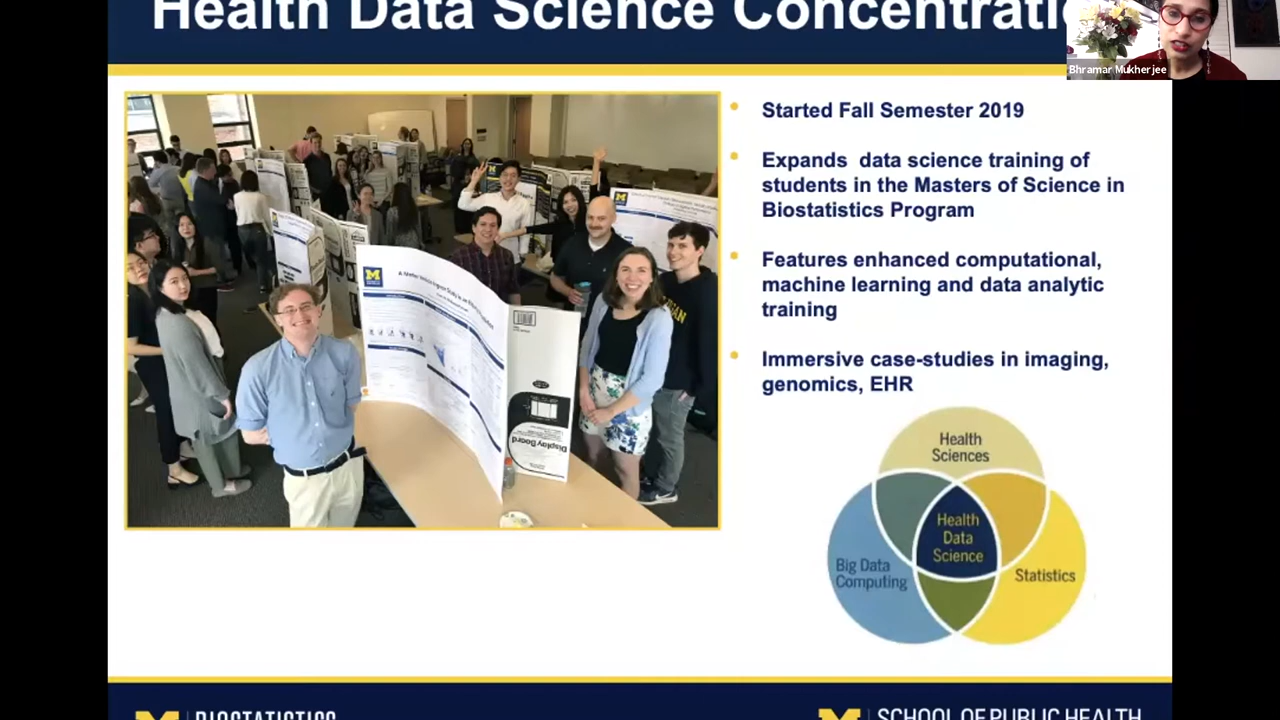 Health Data Science Concentrati
Bhramar Mukherjee
Started Fall Semester 2019
Expands data science training of
students in the Masters of Science in
Biostatistics Program
Features enhanced computational,
machine learning and data analytic
training
Immersive case-studies in imaging,
genomics, EHR
Display Board
Health
Sciences
Health
Data
Science
Big Data
Computing
Statistics
M BIOSTATISTICS
M SCHOOL OF PUBLIC HEALTH